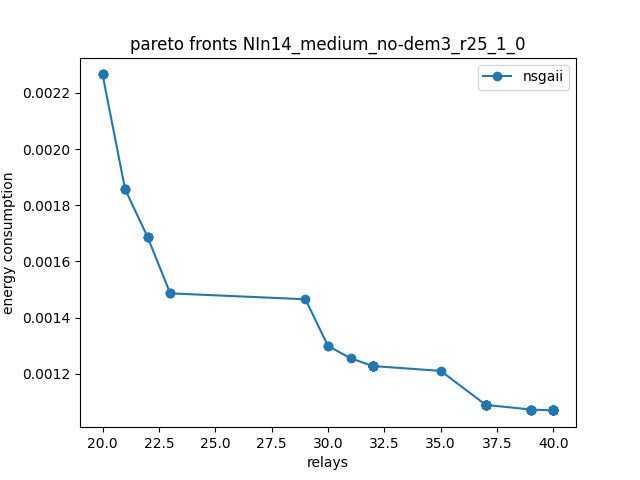 pareto fronts NIn14_medium_no-dem3_r25_1_0
nsgaii
energy consumption
0.0022
0.0020
0.0018
0.0016
0.0014
0.0012
20.0 22.5 25.0 27.5 30.0 32.5 35.0 37.5 40.0
relays